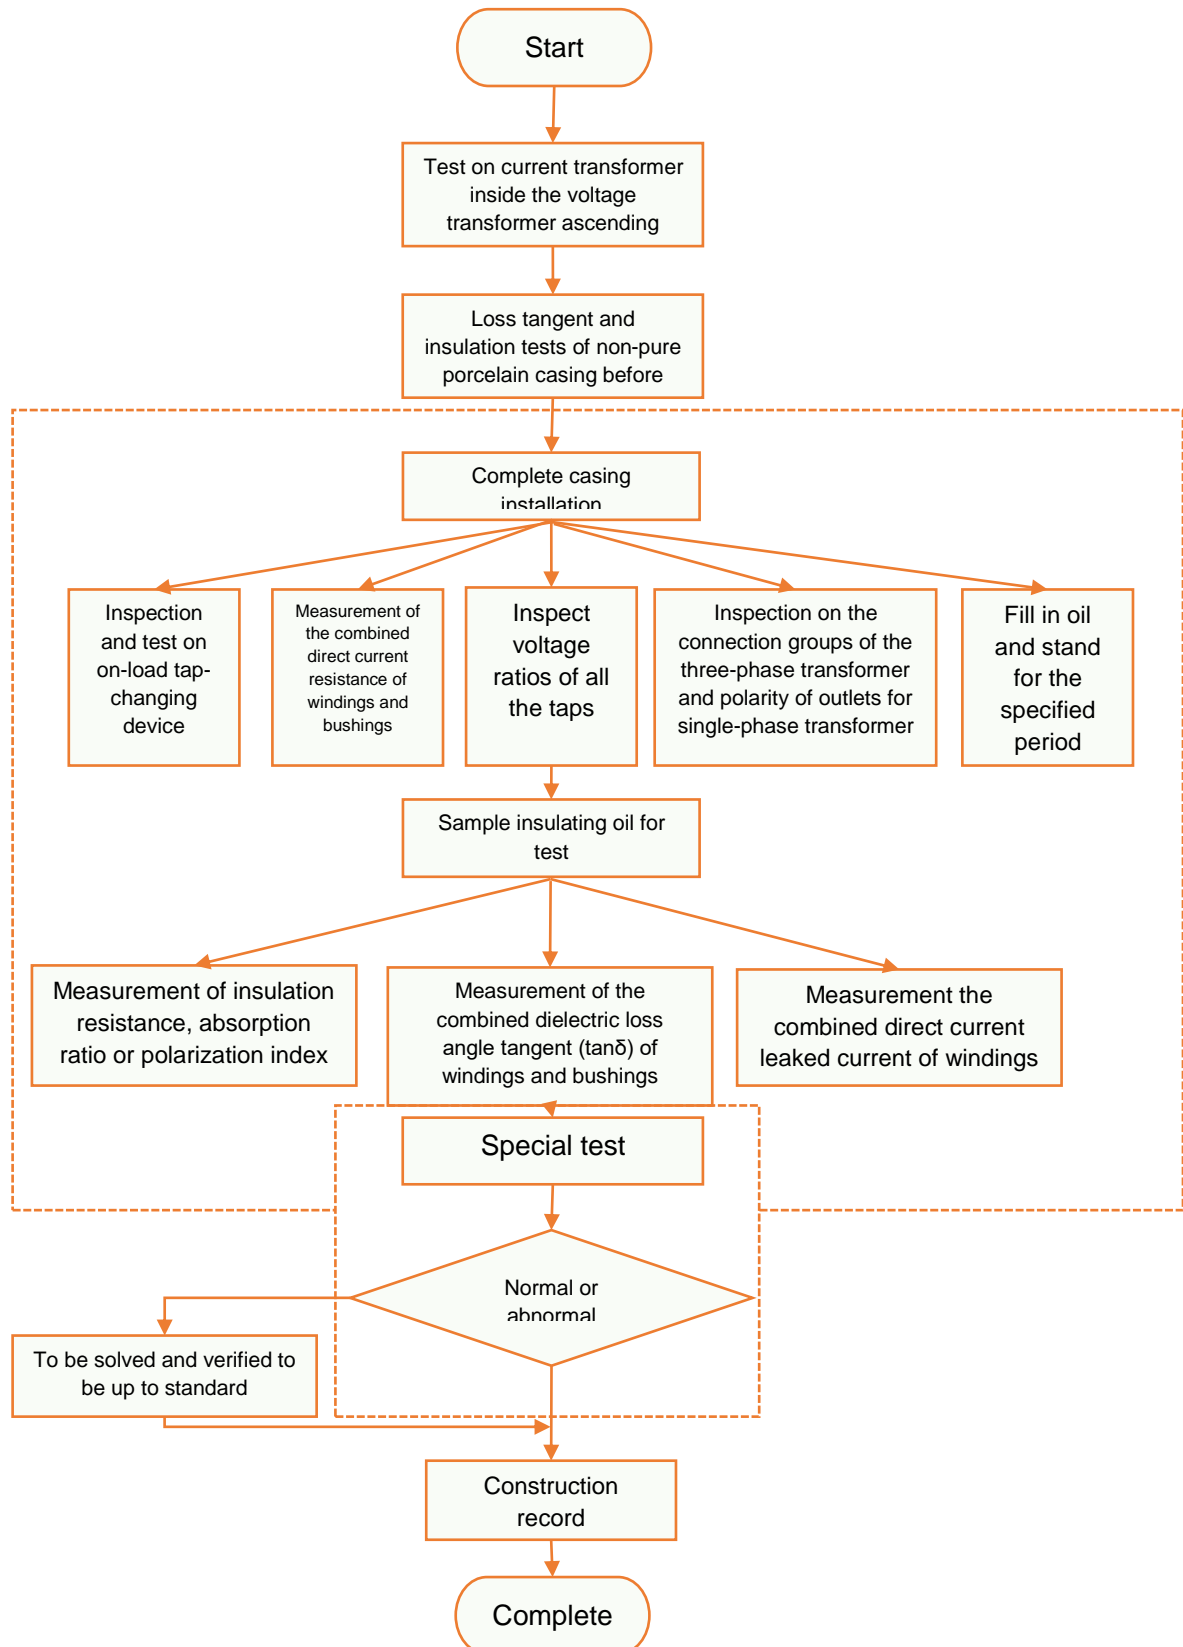 Start
Test on current transformer
inside the voltage
transformer ascending
Loss tangent and
insulation tests of non-pure
porcelain casing before
Complete casing
installation
Inspection
and test on
on-load tap-
changing
device
Measurement of
the combined
direct current
resistance of
windings and
bushings
Inspect
voltage
ratios of all
the taps
Inspection on the
connection groups of the
three-phase transformer
and polarity of outlets for
single-phase transformer
Fill in oil
and stand
for the
specified
period
Sample insulating oil for
test
Measurement of insulation
resistance, absorption
ratio or polarization index
Measurement of the
combined dielectric loss
angle tangent (tanδ) of
windings and bushings
Measurement the
combined direct current
leaked current of windings
Special test
Normal or
abnormal
To be solved and verified to
be up to standard
Construction
record
Complete